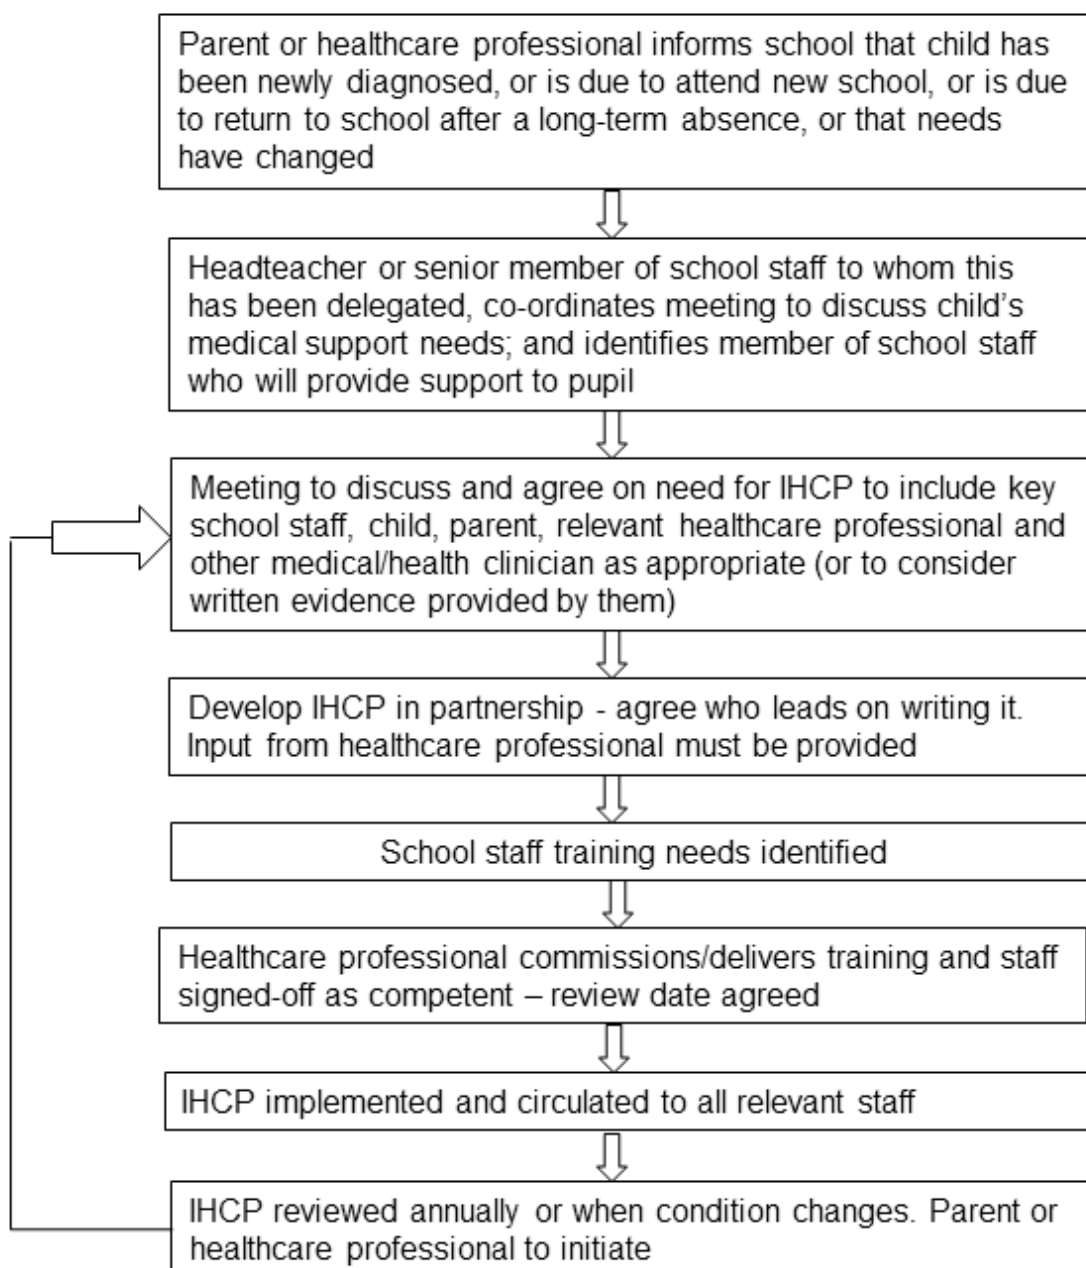 Parent or healthcare professional informs school that child has
been newly diagnosed, or is due to attend new school, or is due
to return to school after a long-term absence, or that needs
have changed
Headteacher or senior member of school staff to whom this
has been delegated, co-ordinates meeting to discuss child's
medical support needs; and identifies member of school staff
who will provide support to pupil
Meeting to discuss and agree on need for IHCP to include key
school staff, child, parent, relevant healthcare professional and
other medical/health clinician as appropriate (or to consider
written evidence provided by them)
Develop IHCP in partnership - agree who leads on writing it.
Input from healthcare professional must be provided
School staff training needs identified
Healthcare professional commissions/delivers training and staff
signed-off as competent – review date agreed
IHCP implemented and circulated to all relevant staff
IHCP reviewed annually or when condition changes. Parent or
healthcare professional to initiate